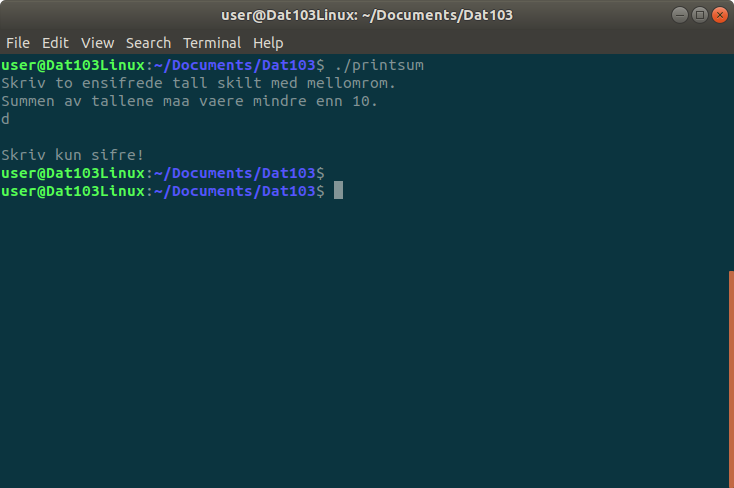 user@Dat103Linux: ~/Documents/Dat103
File Edit View Search Terminal Help
user@Dat103Linux:~/Documents/Dat103$ ./printsum
Skriv to ensifrede tall skilt med mellomrom.
Summen av tallene maa vaere mindre enn 10.
d
Skriv kun sifre!
user@Dat103Linux:~/Documents/Dat103$
user@Dat103Linux:~/Documents/Dat103$